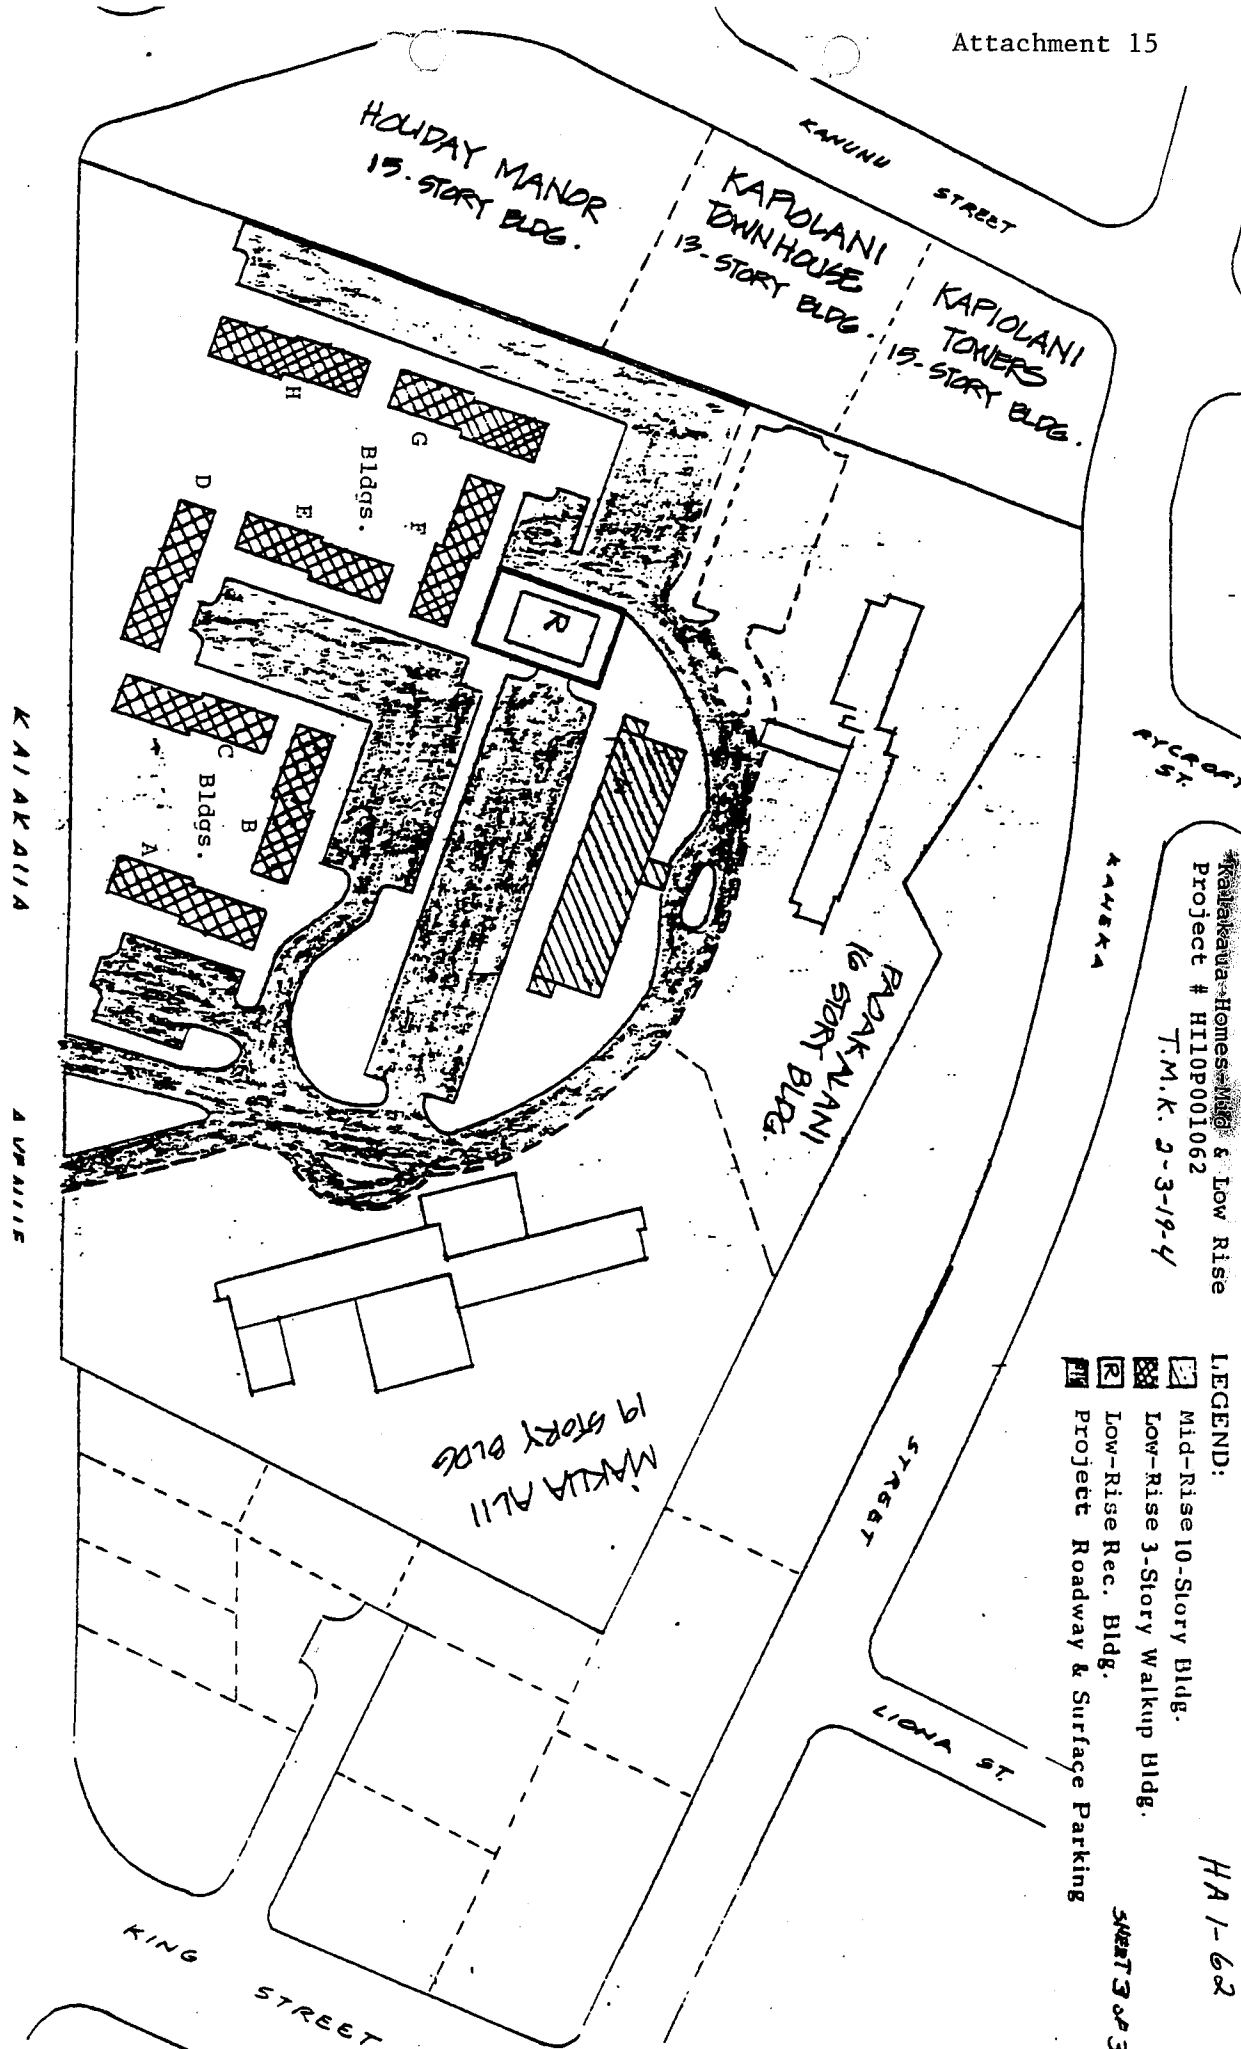 Attachment 15
KANUNU STREET
HOLIDAY MANOR
15-STORY BLDG.
KAPIOLANI
TOWNHOUSE
13-STORY BLDG.
KAPIOLANI
TOWERS
15-STORY BLDG.
Kalakaua Homes-Mid & Low Rise
Project # HI10P001062
T.M.K. 2-3-19-4
HA 1-62
SHEET 3 of 3
LEGEND:
Mid-Rise 10-Story Bldg.
Low-Rise 3-Story Walkup Bldg.
R Low-Rise Rec. Bldg.
Project Roadway & Surface Parking
H
G
Bldgs.
F
E
D
R
C
Bldgs.
B
A
RYCROFT
ST.
KAHEKA
STREET
PAOAKALANI
16 STORY BLDG.
MAKUA ALII
19 STORY BLDG
LIONA ST.
KING STREET
AVENUE